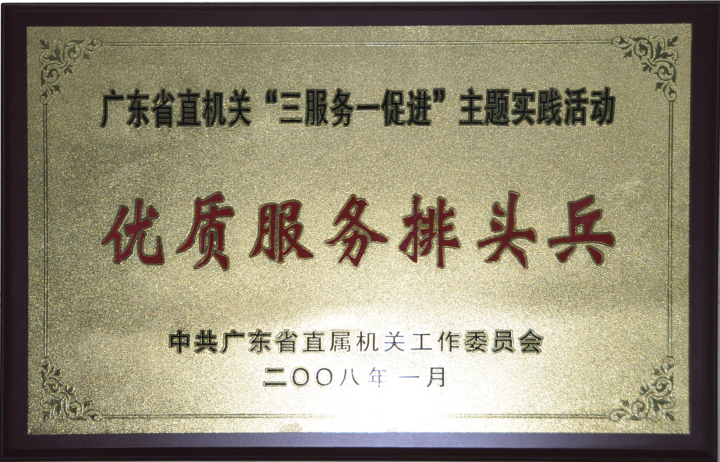 广东省直机关“三服务一促进”主题实践活动
优质服务排头兵
中共广东省直属机关工作委员会
二〇〇八年一月